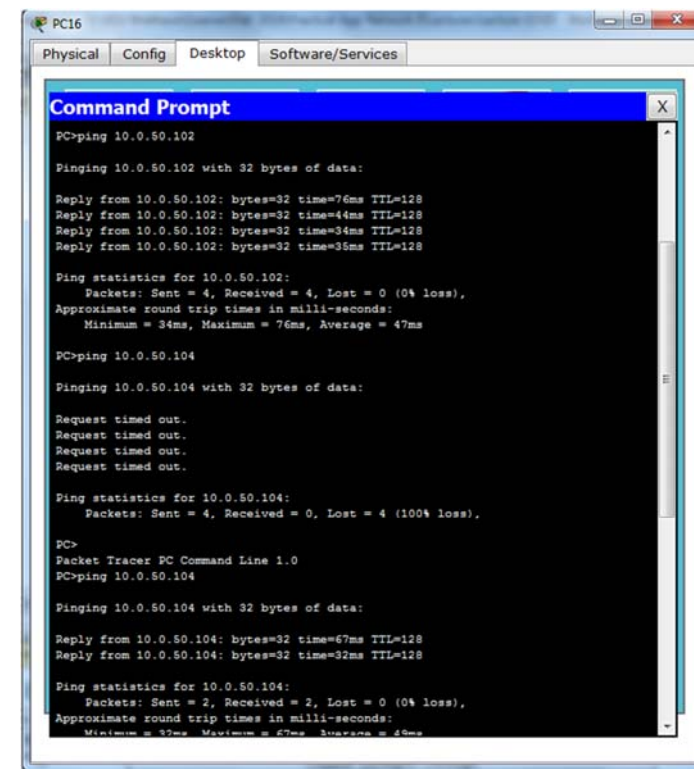 PC16
Physical Config Desktop Software/Services
Command Prompt X
PC>ping 10.0.50.102
Pinging 10.0.50.102 with 32 bytes of data:
Reply from 10.0.50.102: bytes=32 time=76ms TTL=128
Reply from 10.0.50.102: bytes=32 time=44ms TTL=128
Reply from 10.0.50.102: bytes=32 time=34ms TTL=128
Reply from 10.0.50.102: bytes=32 time=35ms TTL=128
Ping statistics for 10.0.50.102:
Packets: Sent = 4, Received = 4, Lost = 0 (0% loss),
Approximate round trip times in milli-seconds:
Minimum = 34ms, Maximum = 76ms, Average = 47ms
PC>ping 10.0.50.104
Pinging 10.0.50.104 with 32 bytes of data:
Request timed out.
Request timed out.
Request timed out.
Request timed out.
Ping statistics for 10.0.50.104:
Packets: Sent = 4, Received = 0, Lost = 4 (100% loss),
PC>
Packet Tracer PC Command Line 1.0
PC>ping 10.0.50.104
Pinging 10.0.50.104 with 32 bytes of data:
Reply from 10.0.50.104: bytes=32 time=67ms TTL=128
Reply from 10.0.50.104: bytes=32 time=32ms TTL=128
Ping statistics for 10.0.50.104:
Packets: Sent = 2, Received = 2, Lost = 0 (0% loss),
Approximate round trip times in milli-seconds:
Minimum = 32ms, Maximum = 67ms, Average = 49ms